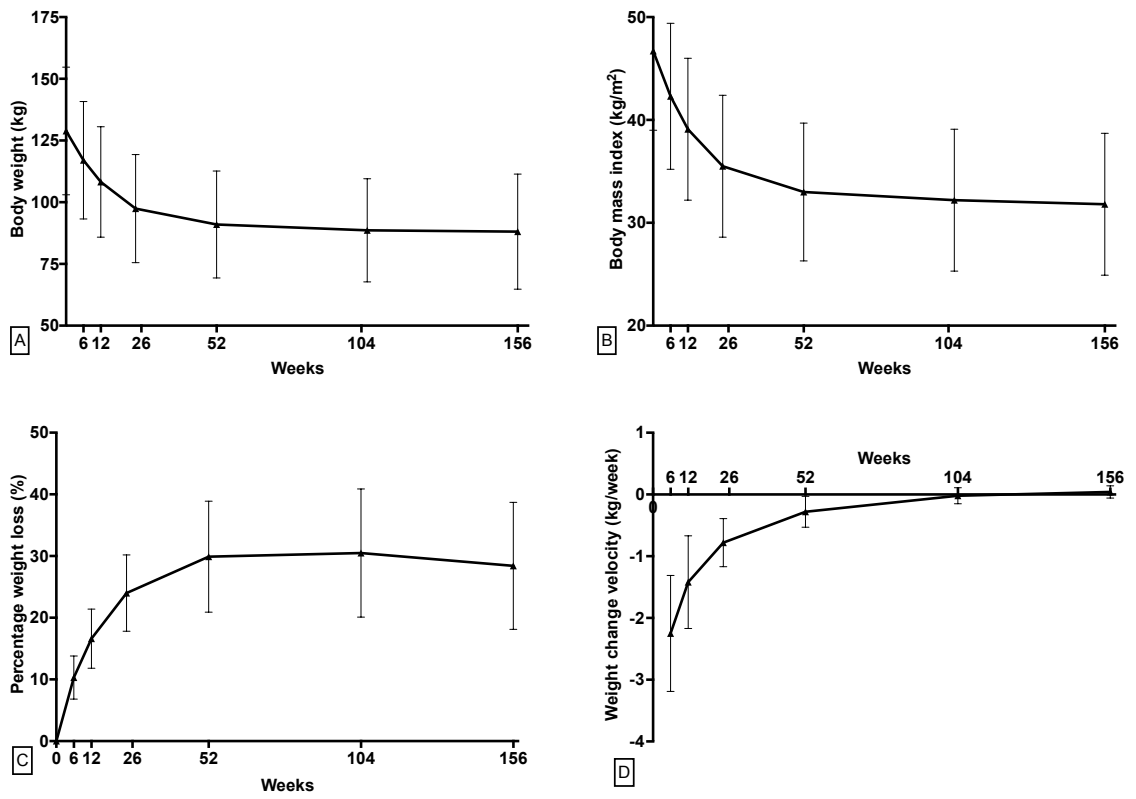 175
150
125
100
75
50
Body weight (kg)
6 12 26 52 104 156
Weeks
A
50
40
30
20
Body mass index (kg/m²)
6 12 26 52 104 156
Weeks
B
50
40
30
20
10
0
Percentage weight loss (%)
0 6 12 26 52 104 156
Weeks
C
1
0
-1
-2
-3
-4
Weight change velocity (kg/week)
Weeks
6 12 26 52 104 156
0
D